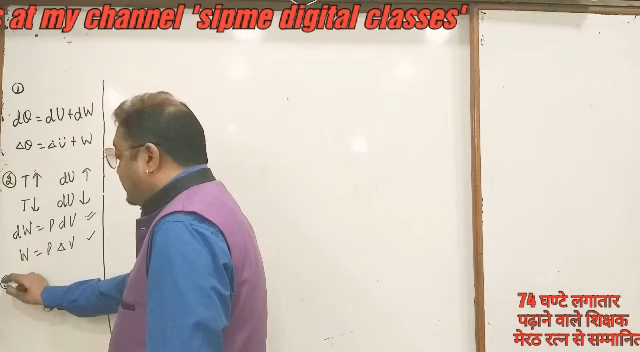 at my channel 'sipme digital classes'
①
dQ = dU + dW
ΔQ = ΔU + W
② T↑ dU ↑
T↓ dU ↓
dW = P dV
W = P ΔV
74 घण्टे लगातार
पढ़ाने वाले शिक्षक
मेरठ रत्न से सम्मानित